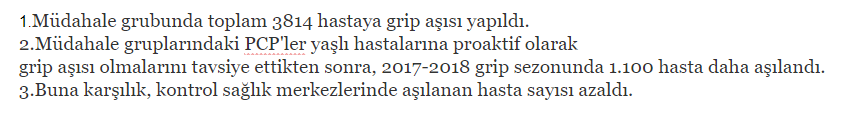 1.Müdahale grubunda toplam 3814 hastaya grip aşısı yapıldı.
2.Müdahale gruplarındaki PCP'ler yaşlı hastalarına proaktif olarak
grip aşısı olmalarını tavsiye ettikten sonra, 2017-2018 grip sezonunda 1.100 hasta daha aşılandı.
3.Buna karşılık, kontrol sağlık merkezlerinde aşılanan hasta sayısı azaldı.